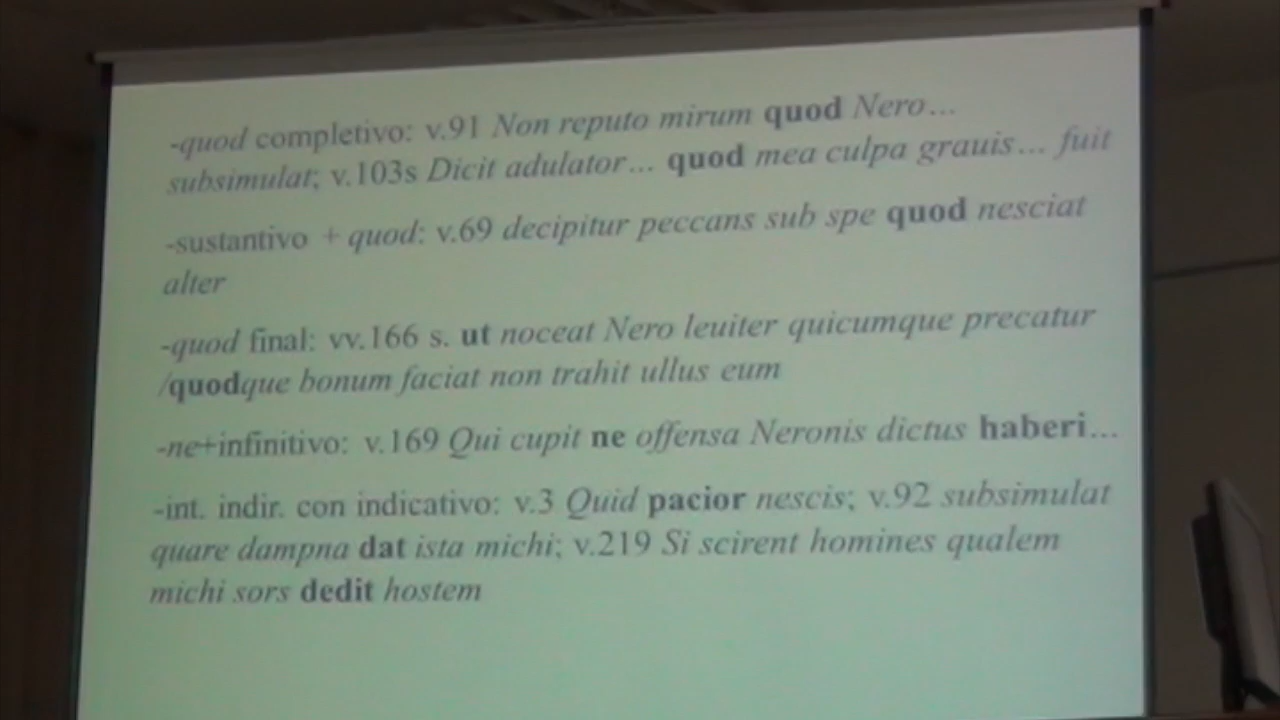 -quod completivo: v.91 Non reputo mirum quod Nero...
subsimulat; v.103s Dicit adulator... quod mea culpa grauis... fuit
-sustantivo + quod: v.69 decipitur peccans sub spe quod nesciat
alter
-quod final: vv.166 s. ut noceat Nero leuiter quicumque precatur
/quodque bonum faciat non trahit ullus eum
-ne+infinitivo: v.169 Qui cupit ne offensa Neronis dictus haberi...
-int. indir. con indicativo: v.3 Quid pacior nescis; v.92 subsimulat
quare dampna dat ista michi; v.219 Si scirent homines qualem
michi sors dedit hostem